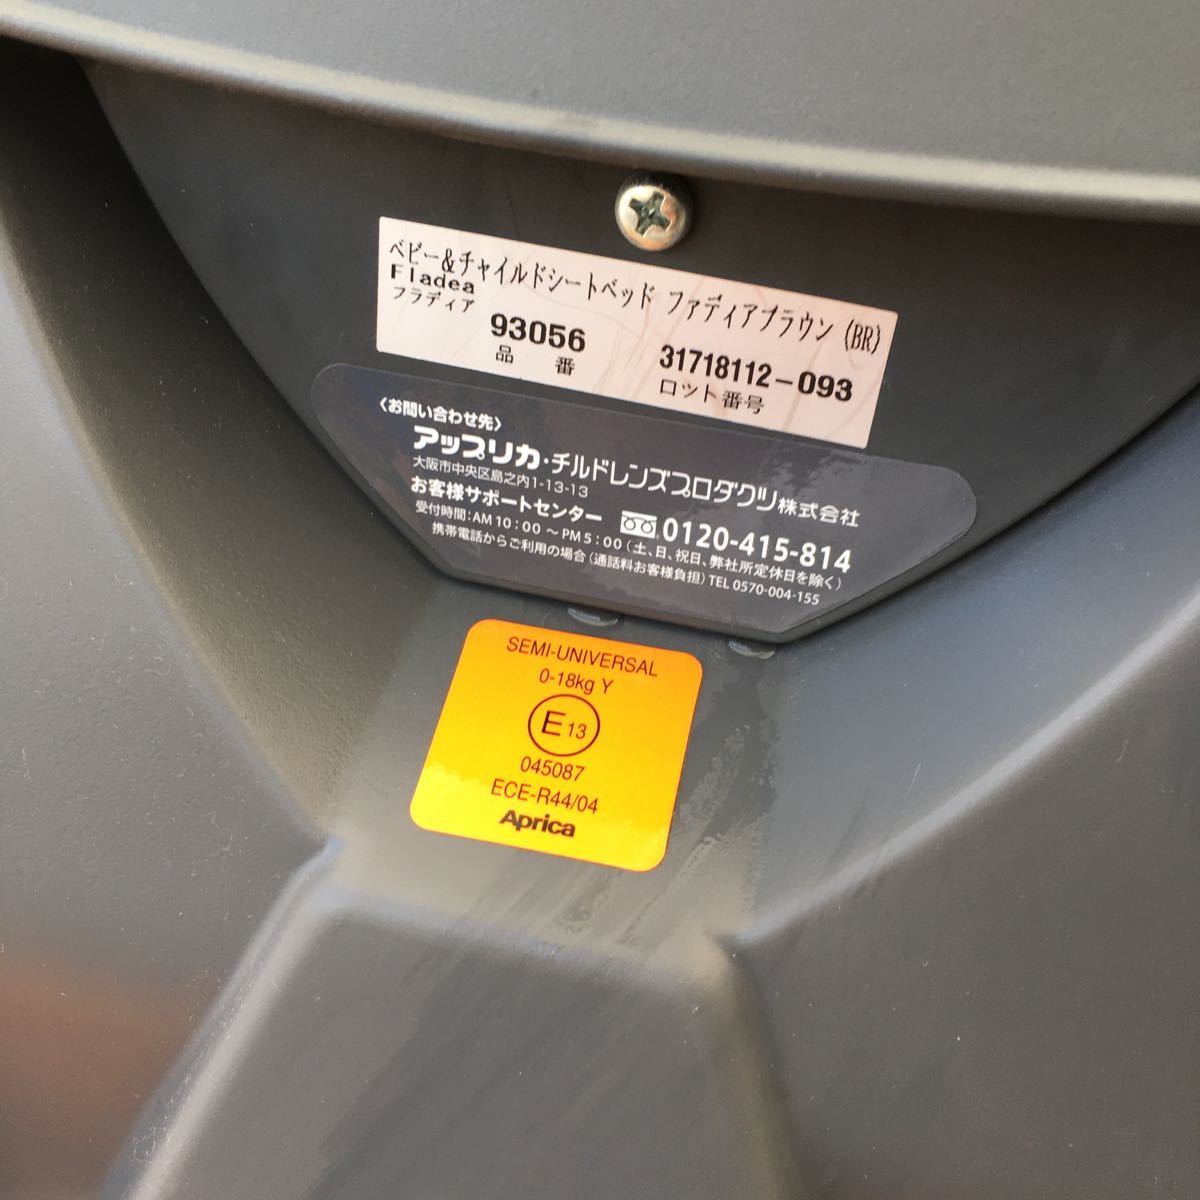 ベビー&チャイルドシートベッド ファディアブラウン (BR)
Fladea
フラディア
93056
品 番
31718112-093
ロット番号
〈お問い合わせ先〉
アップリカ・チルドレンズプロダクツ株式会社
大阪市中央区島之内1-13-13
お客様サポートセンター 0120-415-814
受付時間:AM 10:00 ～ PM 5:00 (土、日、祝日、弊社所定休日を除く)
携帯電話からご利用の場合 (通話料お客様負担) TEL 0570-004-155
SEMI-UNIVERSAL
0-18kg Y
E 13
045087
ECE-R44/04
Aprica